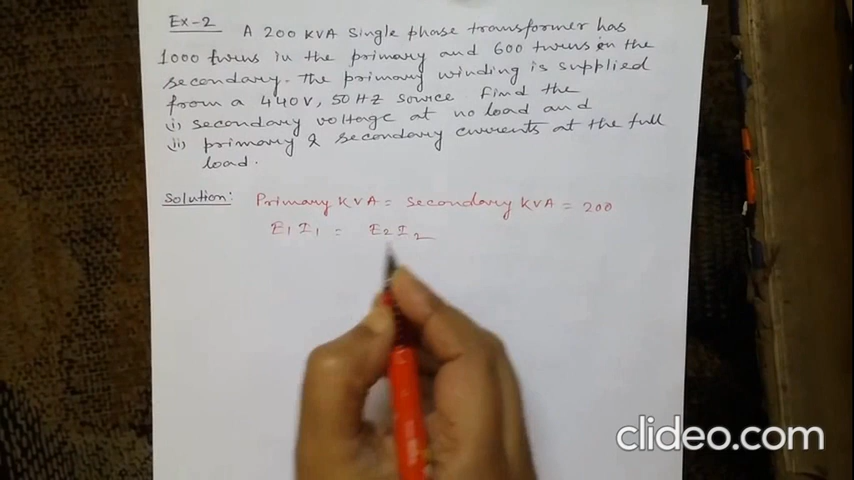 Ex-2 A 200 KVA Single phase transformer has
1000 turns in the primary and 600 turns in the
secondary. The primary winding is supplied
from a 440V, 50 HZ source. Find the
i) secondary voltage at no load and
ii) primary & secondary currents at the full
load.
Solution: Primary KVA = Secondary KVA = 200
E1 I1 = E2 I2
clideo.com